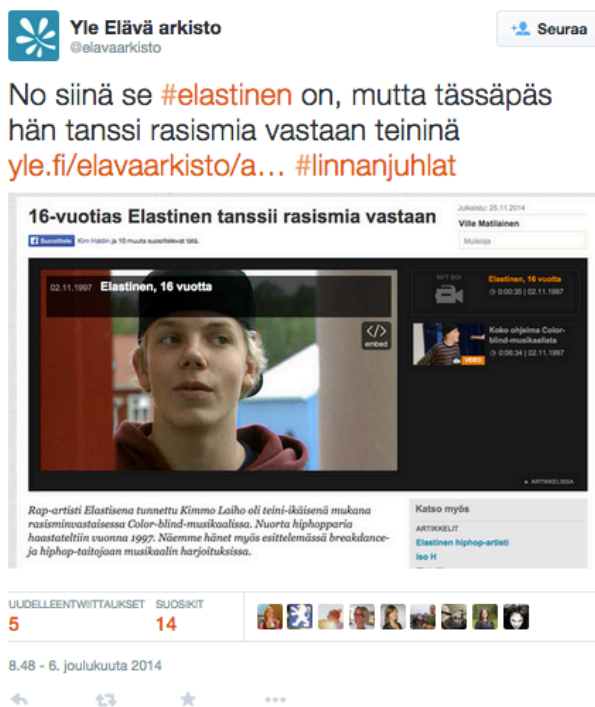 Yle Elävä arkisto
@elavaarkisto
Seuraa
No siinä se #elastinen on, mutta tässäpäs
hän tanssi rasismia vastaan teininä
yle.fi/elavaarkisto/a... #linnanjuhlat
16-vuotias Elastinen tanssii rasismia vastaan
Julkaistu: 25.11.2014
Ville Matilainen
Muistoja
f Suosittele Kim Haldin ja 10 muuta suosittelevat tätä.
02.11.1997 Elastinen, 16 vuotta
</>
embed
NYT SOI
Elastinen, 16 vuotta
0:00:35 | 02.11.1997
Koko ohjelma Color-
blind-musikaalista
0:06:34 | 02.11.1997
VIDEO
ARTIKKELISSA
Rap-artisti Elastisena tunnettu Kimmo Laiho oli teini-ikäisenä mukana
rasisminvastaisessa Color-blind-musikaalissa. Nuorta hiphopparia
haastateltiin vuonna 1997. Näemme hänet myös esittelemässä breakdance-
ja hiphop-taitojaan musikaalin harjoituksissa.
Katso myös
ARTIKKELIT
Elastinen hiphop-artisti
Iso H
UUDELLEENTWIITTAUKSET SUOSIKIT
5 14
8.48 - 6. joulukuuta 2014